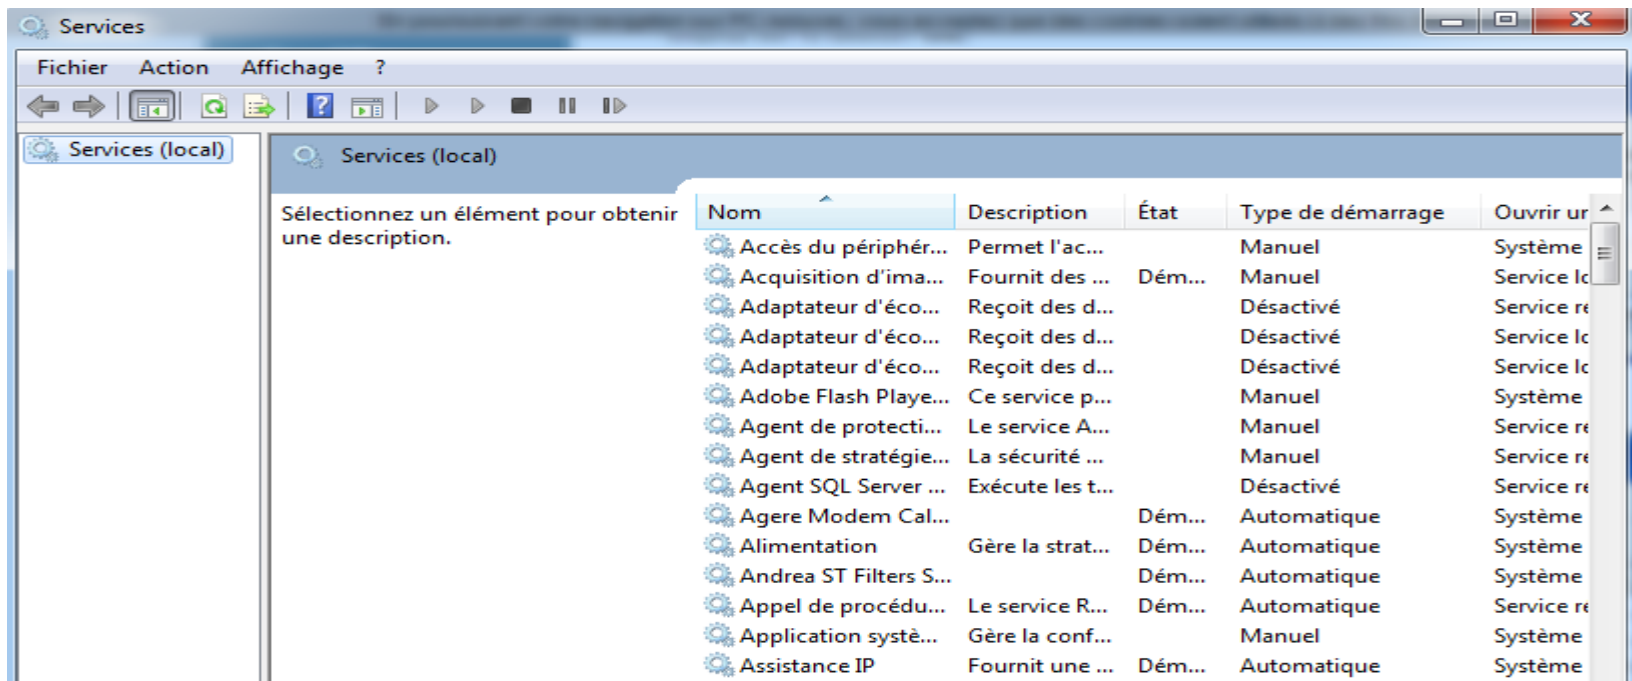 Services
Fichier Action Affichage ?
Services (local)
Services (local)
Sélectionnez un élément pour obtenir
une description.
Nom Description État Type de démarrage Ouvrir ur
Accès du périphér... Permet l'ac... Manuel Système
Acquisition d'ima... Fournit des ... Dém... Manuel Service lo
Adaptateur d'éco... Reçoit des d... Désactivé Service re
Adaptateur d'éco... Reçoit des d... Désactivé Service lo
Adaptateur d'éco... Reçoit des d... Désactivé Service lo
Adobe Flash Playe... Ce service p... Manuel Système
Agent de protecti... Le service A... Manuel Service re
Agent de stratégie... La sécurité ... Manuel Service re
Agent SQL Server ... Exécute les t... Désactivé Service re
Agere Modem Cal... Dém... Automatique Système
Alimentation Gère la strat... Dém... Automatique Système
Andrea ST Filters S... Dém... Automatique Système
Appel de procédu... Le service R... Dém... Automatique Service re
Application systè... Gère la conf... Manuel Système
Assistance IP Fournit une ... Dém... Automatique Système